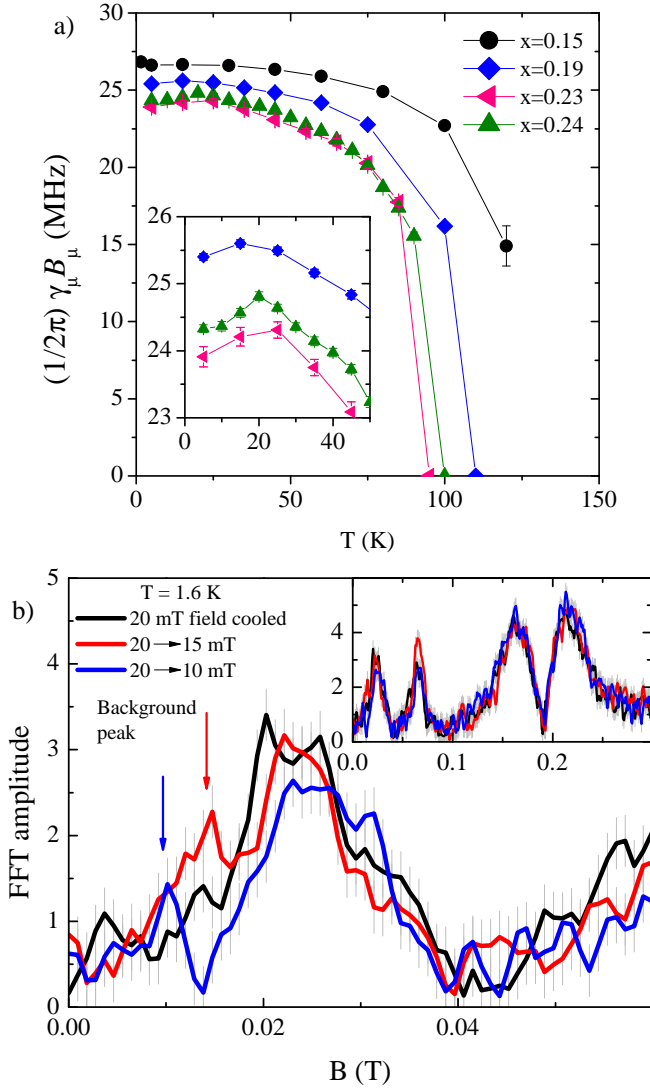 a)
30
25
20
15
10
5
0
(1/2π) γμ Bμ (MHz)
x=0.15
x=0.19
x=0.23
x=0.24
26
25
24
23
0 20 40
0 50 100 150
T (K)
b)
5
4
3
2
1
0
FFT amplitude
T = 1.6 K
20 mT field cooled
20 → 15 mT
20 → 10 mT
Background
peak
4
2
0
0.0 0.1 0.2
0.00 0.02 0.04
B (T)